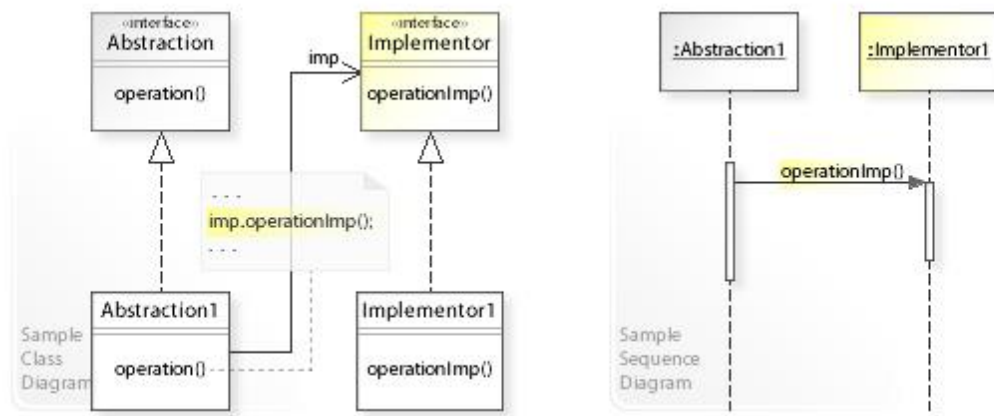 «interface»
Abstraction
operation()
imp
«interface»
Implementor
operationImp()
. . .
imp.operationImp();
. . .
Abstraction1
operation()
Implementor1
operationImp()
Sample
Class
Diagram
:Abstraction1
:Implementor1
operationImp()
Sample
Sequence
Diagram